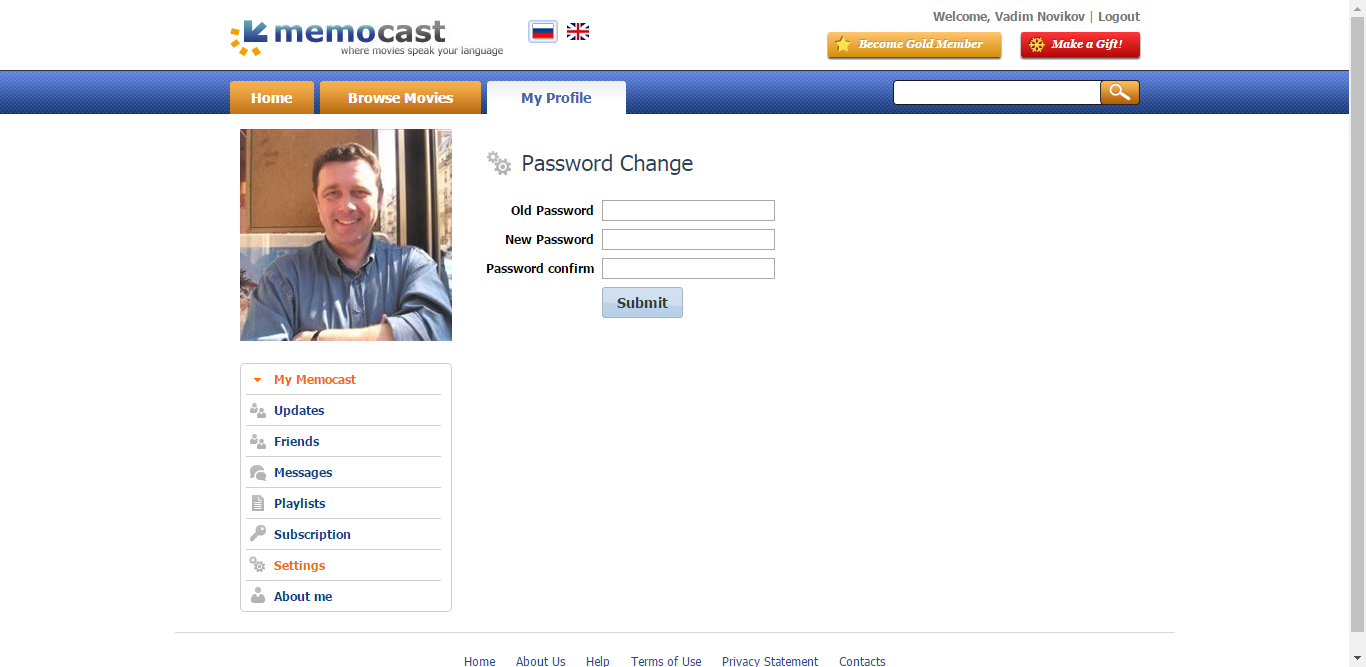 memocast
where movies speak your language
Welcome, Vadim Novikov | Logout
Become Gold Member
Make a Gift!
Home
Browse Movies
My Profile
Password Change
Old Password
New Password
Password confirm
Submit
My Memocast
Updates
Friends
Messages
Playlists
Subscription
Settings
About me
Home About Us Help Terms of Use Privacy Statement Contacts